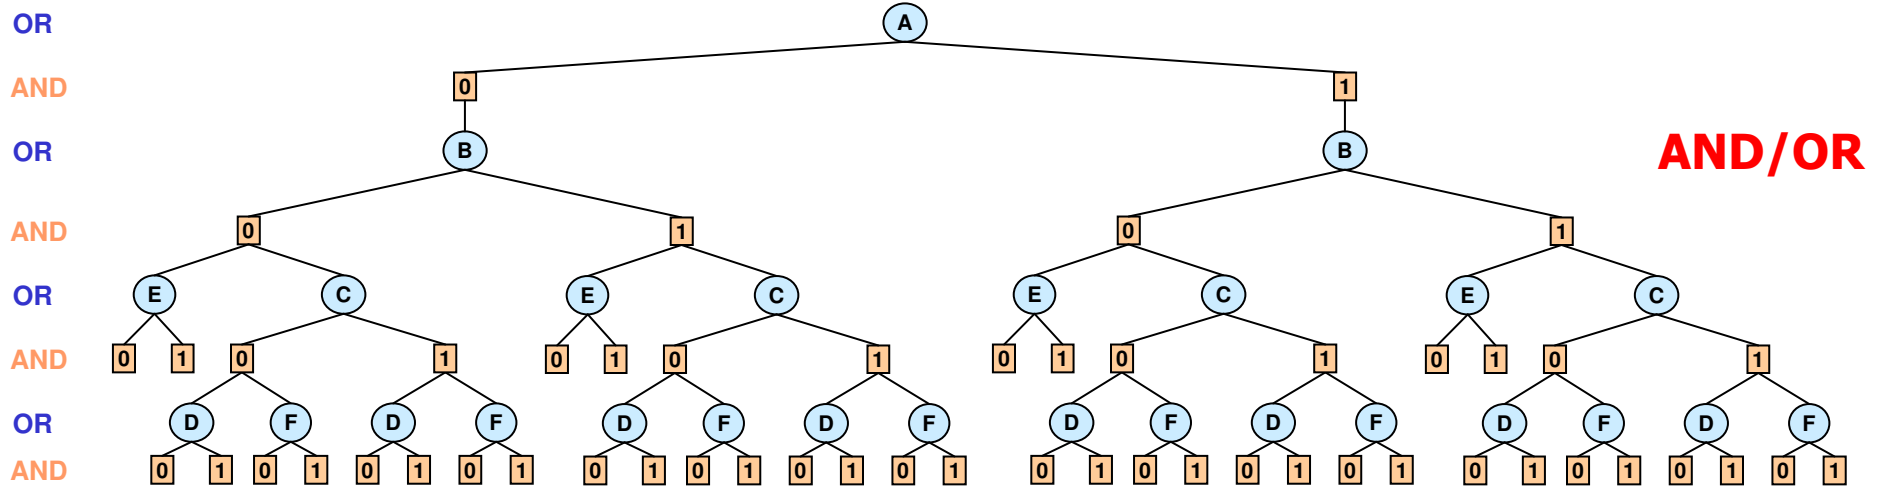 OR A
AND 0 1
OR B B AND/OR
AND 0 1 0 1
OR E C E C E C E C
AND 0 1 0 1 0 1 0 1 0 1 0 1 0 1 0 1
OR D F D F D F D F D F D F D F D F
AND 0 1 0 1 0 1 0 1 0 1 0 1 0 1 0 1 0 1 0 1 0 1 0 1 0 1 0 1 0 1 0 1